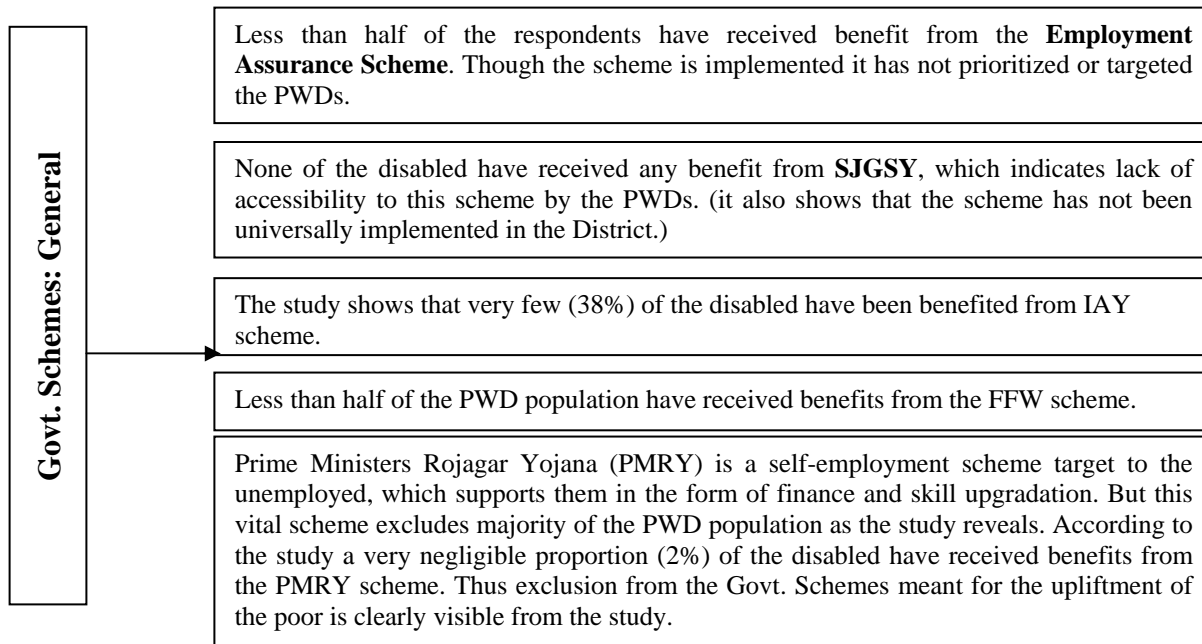 Govt. Schemes: General
Less than half of the respondents have received benefit from the Employment
Assurance Scheme. Though the scheme is implemented it has not prioritized or targeted
the PWDs.
None of the disabled have received any benefit from SJGSY, which indicates lack of
accessibility to this scheme by the PWDs. (it also shows that the scheme has not been
universally implemented in the District.)
The study shows that very few (38%) of the disabled have been benefited from IAY
scheme.
Less than half of the PWD population have received benefits from the FFW scheme.
Prime Ministers Rojagar Yojana (PMRY) is a self-employment scheme target to the
unemployed, which supports them in the form of finance and skill upgradation. But this
vital scheme excludes majority of the PWD population as the study reveals. According to
the study a very negligible proportion (2%) of the disabled have received benefits from
the PMRY scheme. Thus exclusion from the Govt. Schemes meant for the upliftment of
the poor is clearly visible from the study.